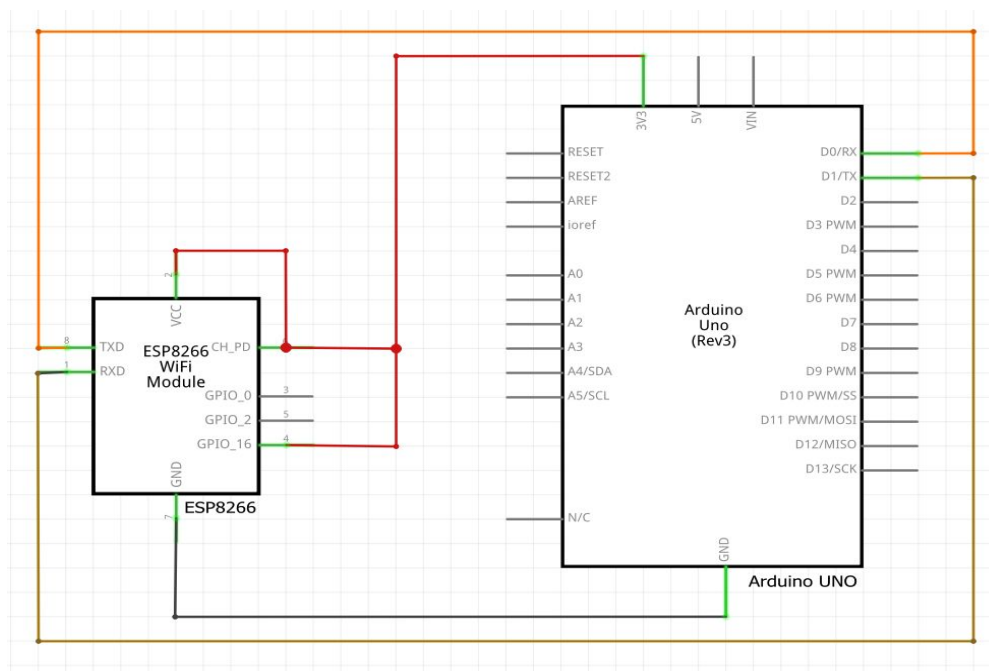 3V3
5V
VIN
RESET
RESET2
AREF
ioref
A0
A1
A2
A3
A4/SDA
A5/SCL
N/C
Arduino
Uno
(Rev3)
D0/RX
D1/TX
D2
D3 PWM
D4
D5 PWM
D6 PWM
D7
D8
D9 PWM
D10 PWM/SS
D11 PWM/MOSI
D12/MISO
D13/SCK
GND
Arduino UNO
2
VCC
8
TXD
1
RXD
ESP8266
WiFi
Module
CH_PD
GPIO_0
3
GPIO_2
5
GPIO_16
4
GND
7
ESP8266